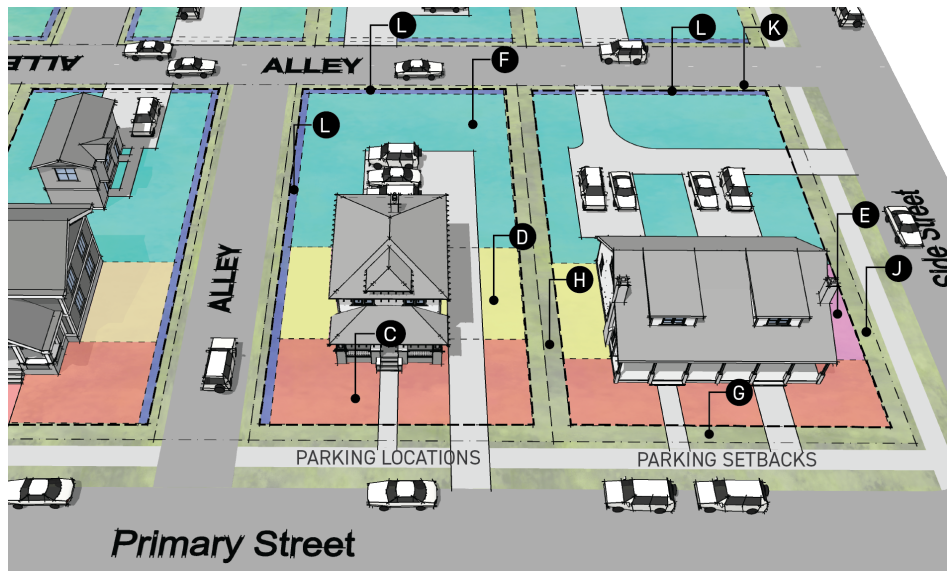 L
L
K
ALLEY
ALLEY
F
L
D
E
H
J
Side Street
ALLEY
C
G
PARKING LOCATIONS
PARKING SETBACKS
Primary Street